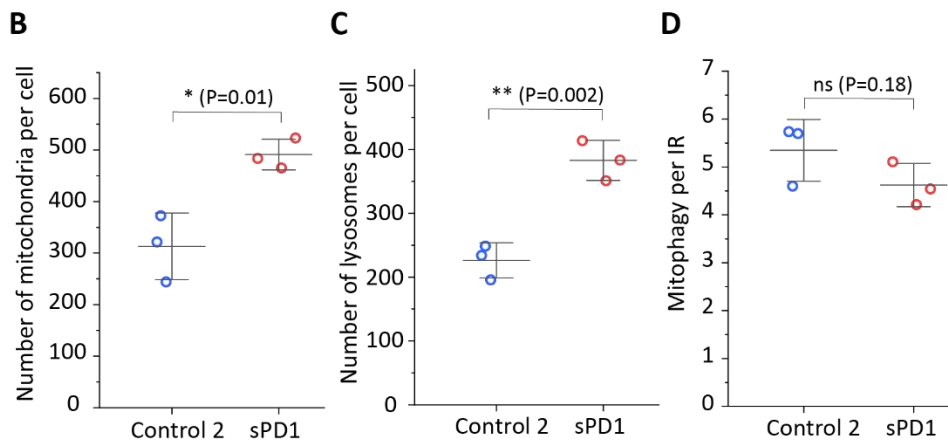 B
Number of mitochondria per cell
600
500
400
300
200
100
0
* (P=0.01)
Control 2
sPD1
C
Number of lysosomes per cell
500
400
300
200
100
0
** (P=0.002)
Control 2
sPD1
D
Mitophagy per IR
7
6
5
4
3
2
1
0
ns (P=0.18)
Control 2
sPD1